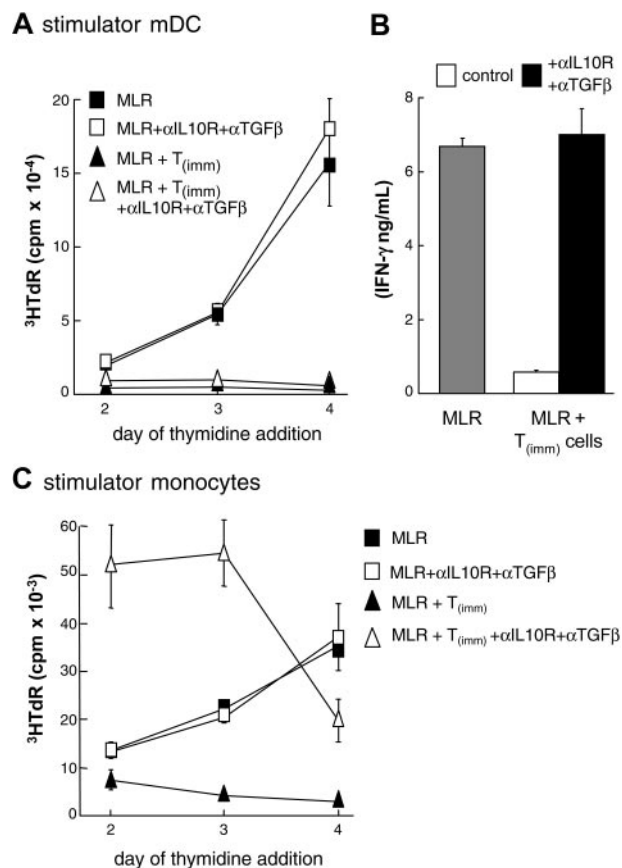 A stimulator mDC
³HTdR (cpm x 10⁻⁴)
20
15
10
5
0
2 3 4
day of thymidine addition
MLR
MLR+αIL10R+αTGFβ
MLR + T(imm)
MLR + T(imm)
+αIL10R+αTGFβ
B
control
+αIL10R
+αTGFβ
(IFN-γ ng/mL)
8
6
4
2
0
MLR
MLR +
T(imm) cells
C stimulator monocytes
³HTdR (cpm x 10⁻³)
60
50
40
30
20
10
0
2 3 4
day of thymidine addition
MLR
MLR+αIL10R+αTGFβ
MLR + T(imm)
MLR + T(imm) +αIL10R+αTGFβ